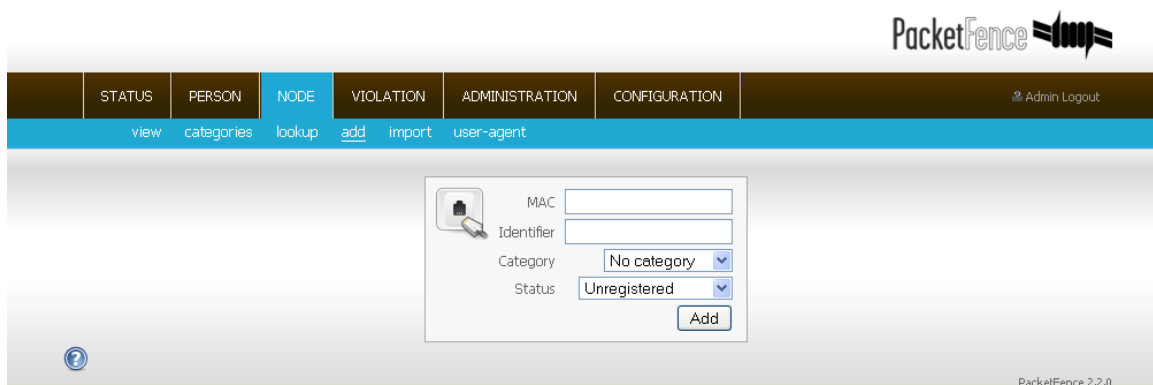 PacketFence
STATUS PERSON NODE VIOLATION ADMINISTRATION CONFIGURATION Admin Logout
view categories lookup add import user-agent
MAC
Identifier
Category No category
Status Unregistered
Add
?
PacketFence 2.2.0